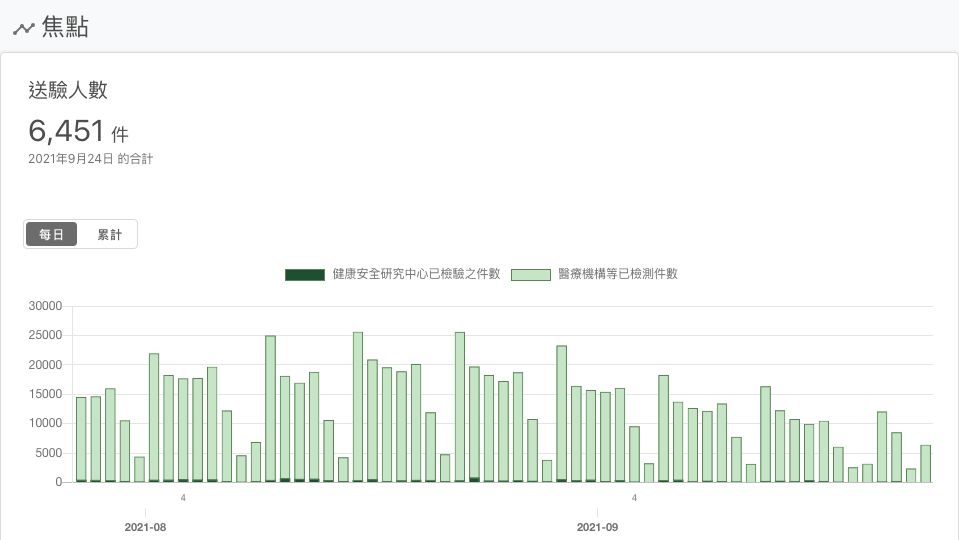 焦點
送驗人數
6,451 件
2021年9月24日 的合計
每日 累計
健康安全研究中心已檢驗之件數 醫療機構等已檢測件數
30000
25000
20000
15000
10000
5000
0
4 4
2021-08 2021-09